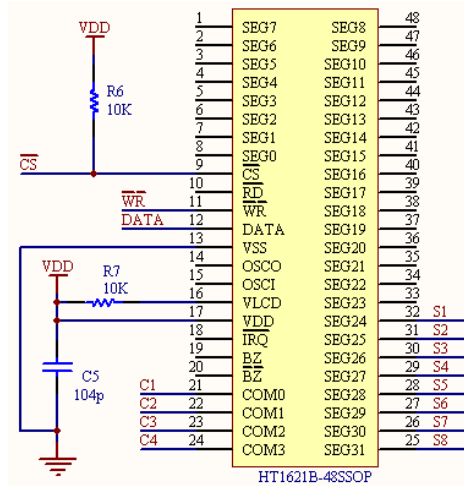 VDD
R6
10K
CS
WR
DATA
VDD
R7
10K
C5
104p
C1
C2
C3
C4
1 SEG7 SEG8 48
2 SEG6 SEG9 47
3 SEG5 SEG10 46
4 SEG4 SEG11 45
5 SEG3 SEG12 44
6 SEG2 SEG13 43
7 SEG1 SEG14 42
8 SEG0 SEG15 41
9 CS SEG16 40
10 RD SEG17 39
11 WR SEG18 38
12 DATA SEG19 37
13 VSS SEG20 36
14 OSCO SEG21 35
15 OSCI SEG22 34
16 VLCD SEG23 33
17 VDD SEG24 32 S1
18 IRQ SEG25 31 S2
19 BZ SEG26 30 S3
20 BZ SEG27 29 S4
21 COM0 SEG28 28 S5
22 COM1 SEG29 27 S6
23 COM2 SEG30 26 S7
24 COM3 SEG31 25 S8
HT1621B-48SSOP